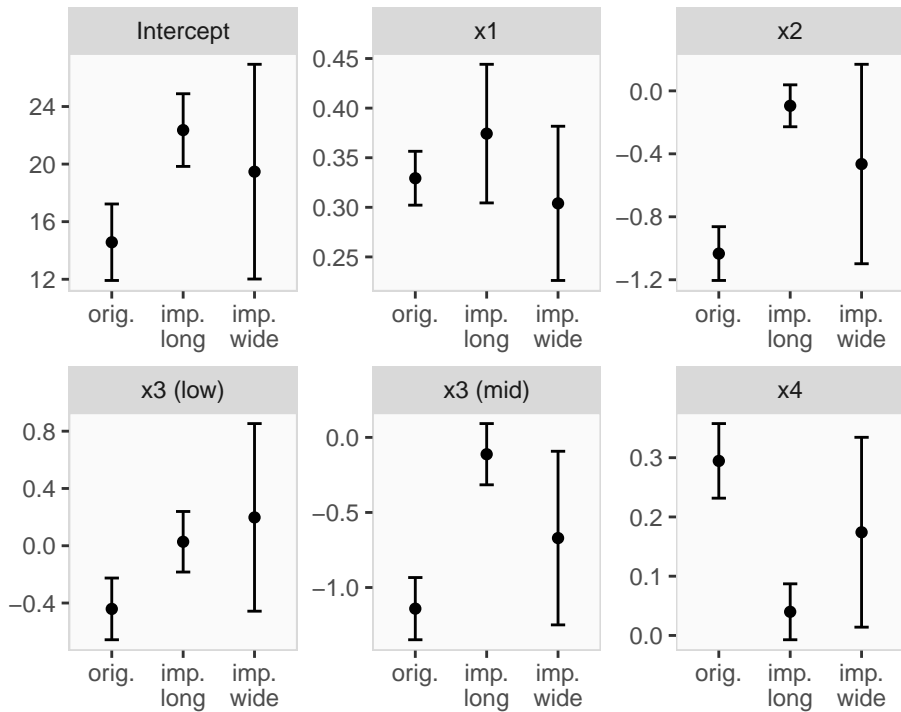 Intercept
x1
x2
24
20
16
12
0.45
0.40
0.35
0.30
0.25
0.0
−0.4
−0.8
−1.2
orig. imp. long imp. wide
orig. imp. long imp. wide
orig. imp. long imp. wide
x3 (low)
x3 (mid)
x4
0.8
0.4
0.0
−0.4
0.0
−0.5
−1.0
0.3
0.2
0.1
0.0
orig. imp. long imp. wide
orig. imp. long imp. wide
orig. imp. long imp. wide